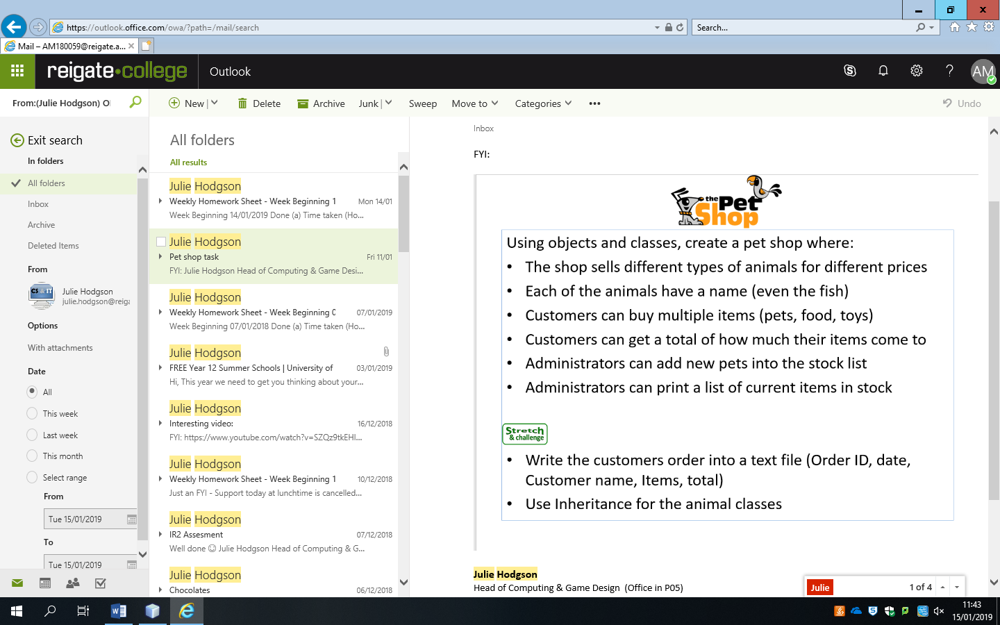 https://outlook.office.com/owa/?path=/mail/search
Search...
Mail – AM180059@reigate.a...
reigate•college
Outlook
AM
From:(Julie Hodgson) O
New
Delete
Archive
Junk
Sweep
Move to
Categories
Undo
Exit search
In folders
All folders
Inbox
Archive
Deleted Items
From
CS & IT
Julie Hodgson
julie.hodgson@reiga
Options
With attachments
Date
All
This week
Last week
This month
Select range
From
Tue 15/01/2019
To
Tue 15/01/2019
All folders
All results
Julie Hodgson
Weekly Homework Sheet - Week Beginning 1
Mon 14/01
Week Beginning 14/01/2019 Done (a) Time taken (Ho...
Julie Hodgson
Pet shop task
Fri 11/01
FYI: Julie Hodgson Head of Computing & Game Desi...
Julie Hodgson
Weekly Homework Sheet - Week Beginning 0
07/01/2019
Week Beginning 07/01/2018 Done (a) Time taken (Ho...
Julie Hodgson
FREE Year 12 Summer Schools | University of
03/01/2019
Hi, This year we need to get you thinking about your...
Julie Hodgson
Interesting video:
16/12/2018
FYI: https://www.youtube.com/watch?v=SZQz9tkEHI...
Julie Hodgson
Weekly Homework Sheet - Week Beginning 1
10/12/2018
Just an FYI - Support today at lunchtime is cancelled...
Julie Hodgson
IR2 Assesment
07/12/2018
Well done ☺ Julie Hodgson Head of Computing & G...
Julie Hodgson
Chocolates
06/12/2018
Inbox
FYI:
the Pet
Shop
Using objects and classes, create a pet shop where:
• The shop sells different types of animals for different prices
• Each of the animals have a name (even the fish)
• Customers can buy multiple items (pets, food, toys)
• Customers can get a total of how much their items come to
• Administrators can add new pets into the stock list
• Administrators can print a list of current items in stock
Stretch
& challenge
• Write the customers order into a text file (Order ID, date,
Customer name, Items, total)
• Use Inheritance for the animal classes
Julie Hodgson
Head of Computing & Game Design (Office in P05)
Julie
1 of 4
11:43
15/01/2019